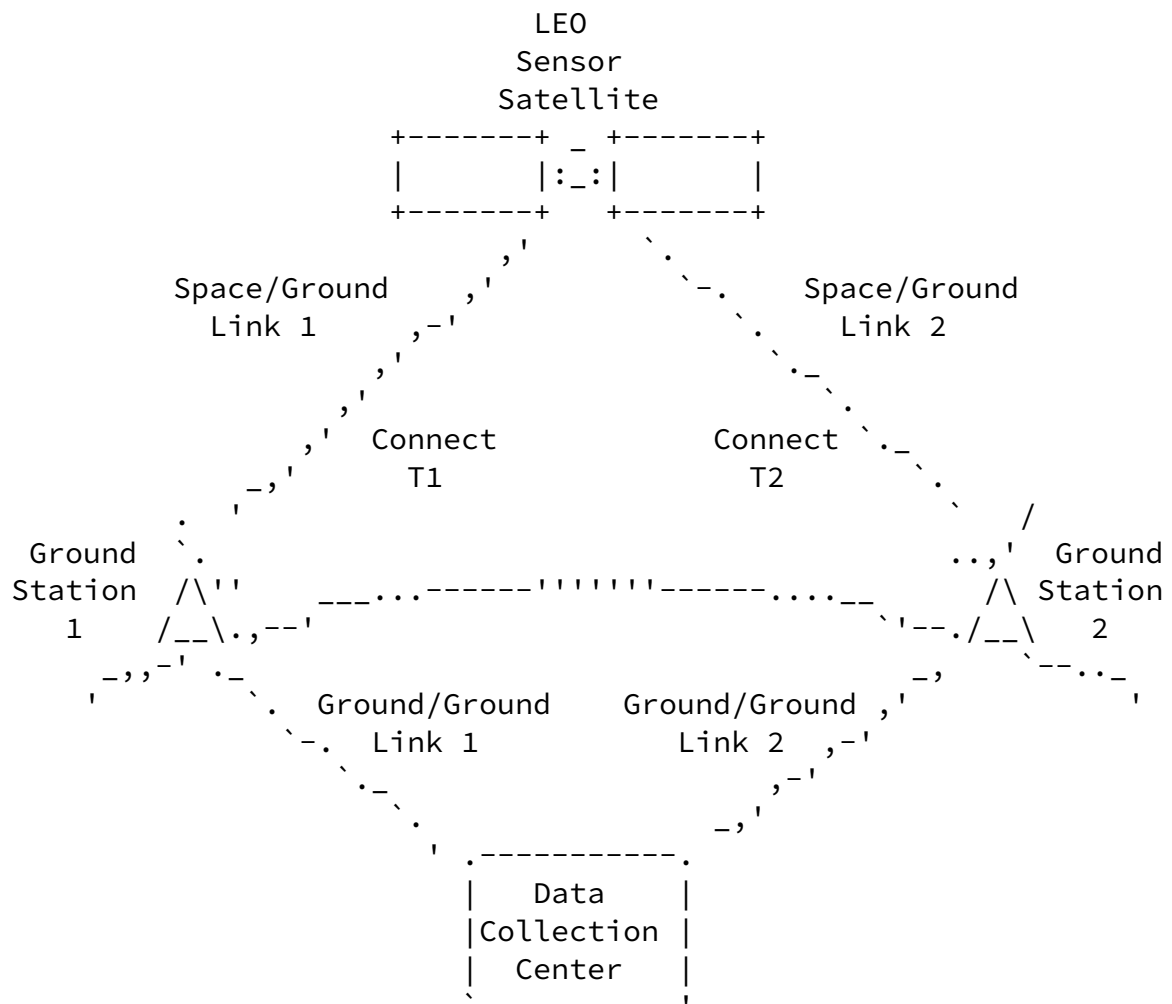 LEO
Sensor
Satellite
Space/Ground Space/Ground
Link 1 Link 2
Connect Connect
T1 T2
Ground Ground
Station Station
1 2
Ground/Ground Ground/Ground
Link 1 Link 2
Data
Collection
Center